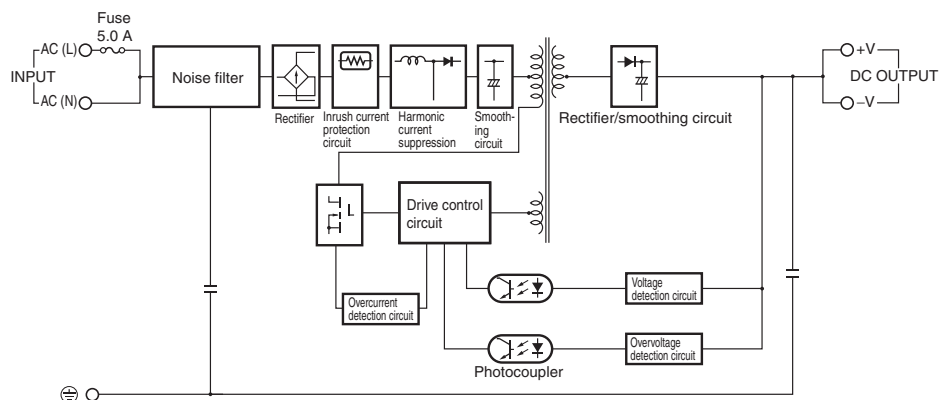 Fuse
5.0 A
AC (L)
INPUT
AC (N)
Noise filter
Rectifier
Inrush current
protection
circuit
Harmonic
current
suppression
Smooth-
ing
circuit
Rectifier/smoothing circuit
+V
DC OUTPUT
−V
Drive control
circuit
Overcurrent
detection circuit
Voltage
detection circuit
Overvoltage
detection circuit
Photocoupler